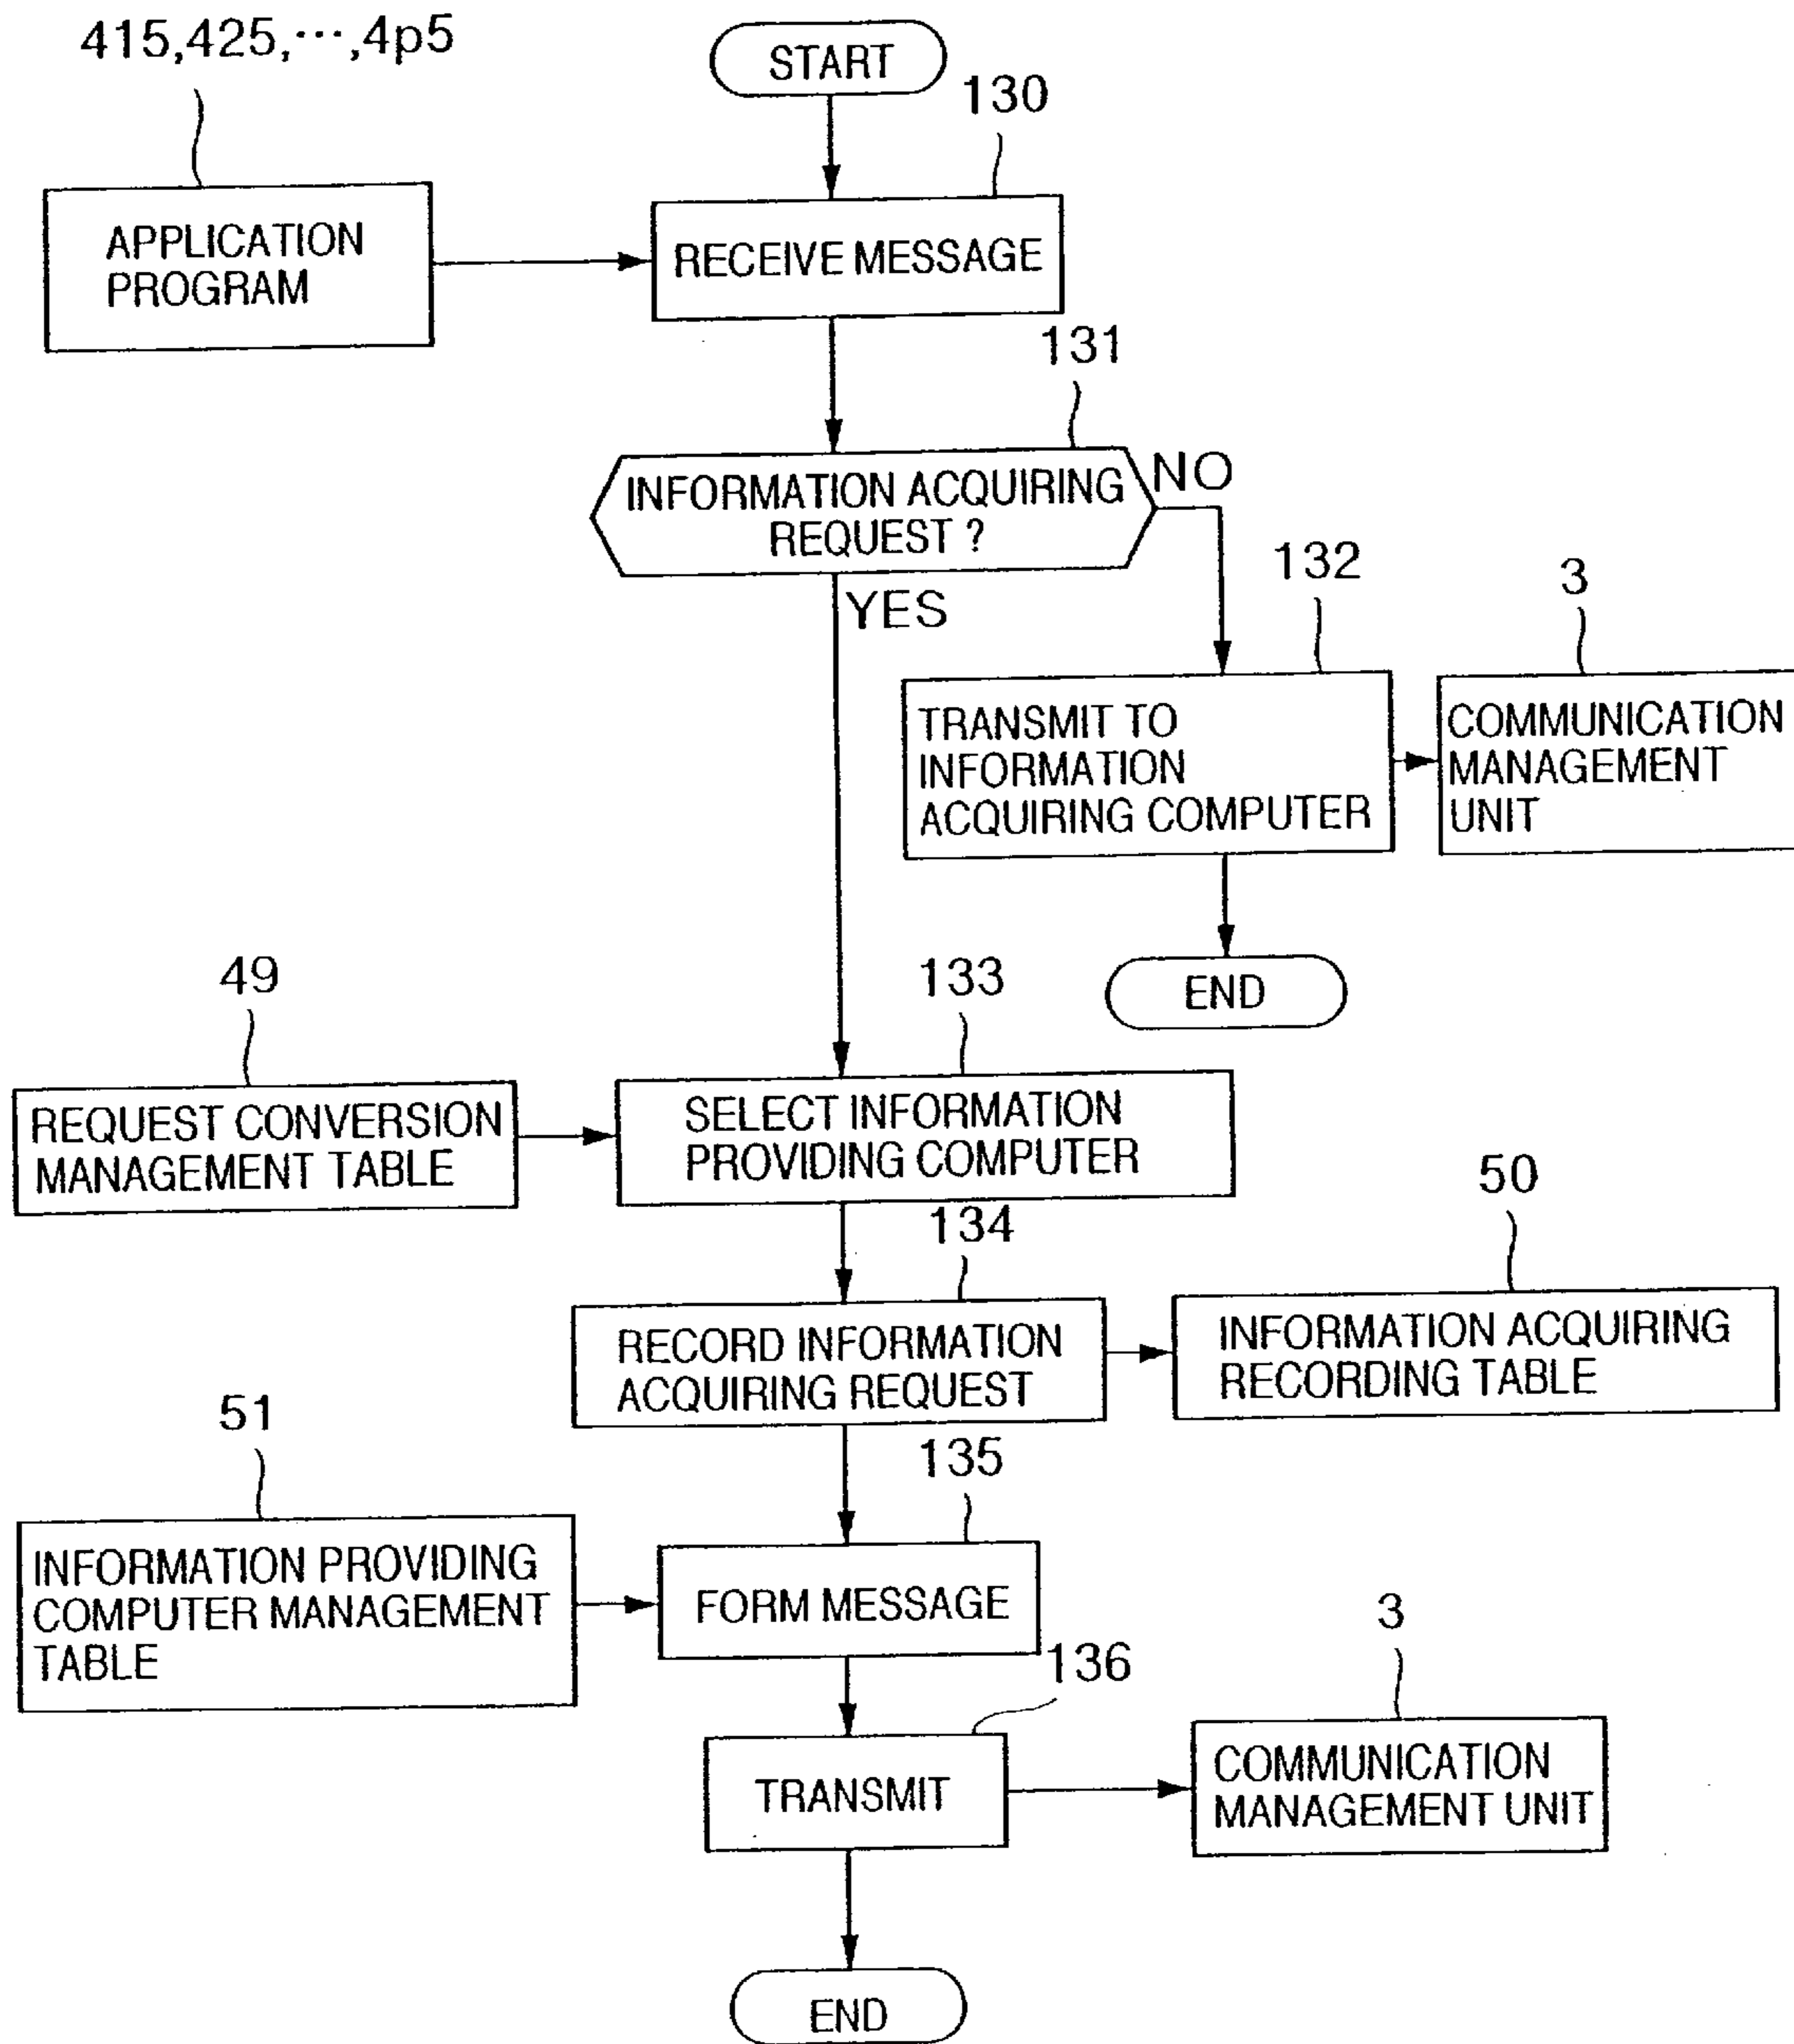 415,425,···,4p5
START
130
APPLICATION
PROGRAM
RECEIVE MESSAGE
131
INFORMATION ACQUIRING
REQUEST ?
NO
YES
132
3
TRANSMIT TO
INFORMATION
ACQUIRING COMPUTER
COMMUNICATION
MANAGEMENT
UNIT
END
49
133
REQUEST CONVERSION
MANAGEMENT TABLE
SELECT INFORMATION
PROVIDING COMPUTER
134
50
RECORD INFORMATION
ACQUIRING REQUEST
INFORMATION ACQUIRING
RECORDING TABLE
51
135
INFORMATION PROVIDING
COMPUTER MANAGEMENT
TABLE
FORM MESSAGE
136
3
TRANSMIT
COMMUNICATION
MANAGEMENT UNIT
END